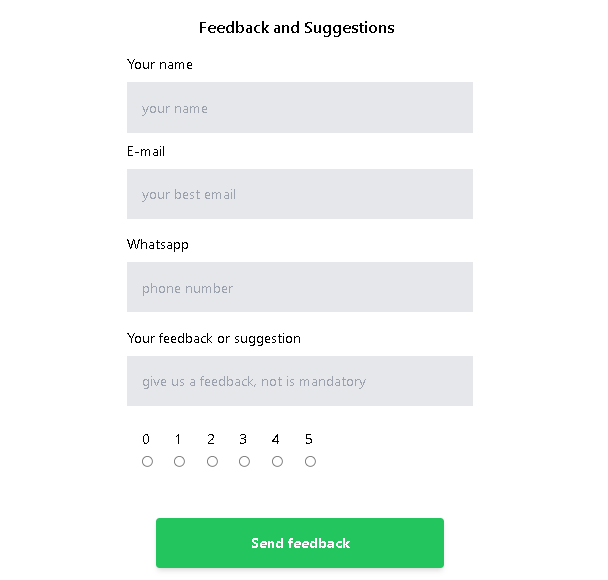 Feedback and Suggestions
Your name
your name
E-mail
your best email
Whatsapp
phone number
Your feedback or suggestion
give us a feedback, not is mandatory
0 1 2 3 4 5
Send feedback